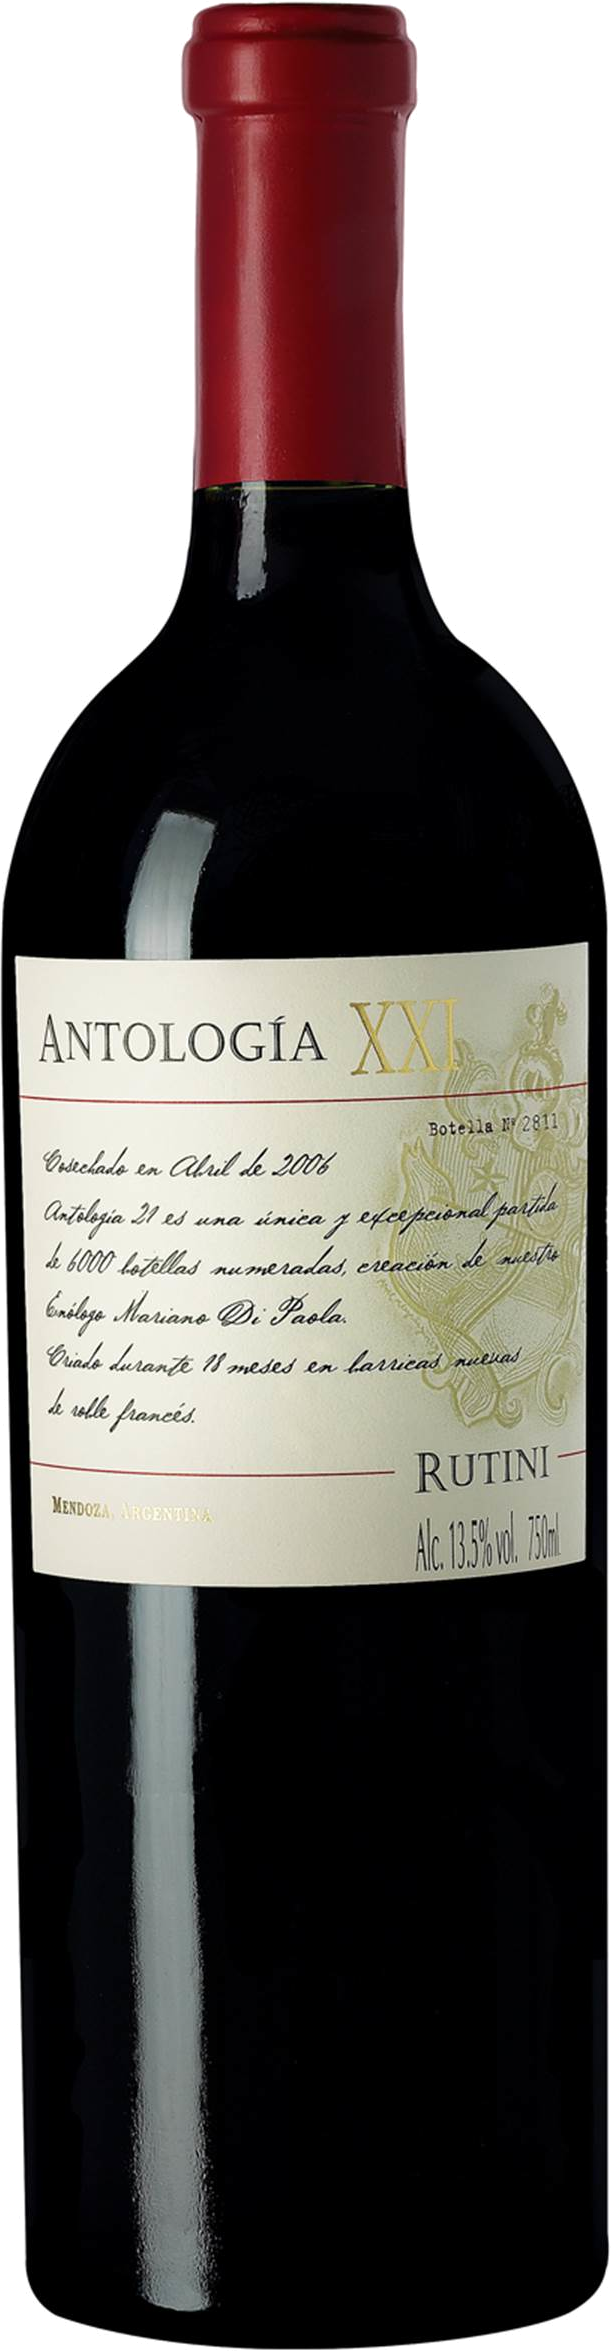 ANTOLOGÍA XXI
Botella Nº 2811
Cosechado en Abril de 2006
Antología 21 es una única y excepcional partida
de 6000 botellas numeradas, creación de nuestro
Enólogo Mariano Di Paola.
Criado durante 18 meses en barricas nuevas
de roble francés.
RUTINI
MENDOZA, ARGENTINA
Alc. 13.5% vol. 750ml.